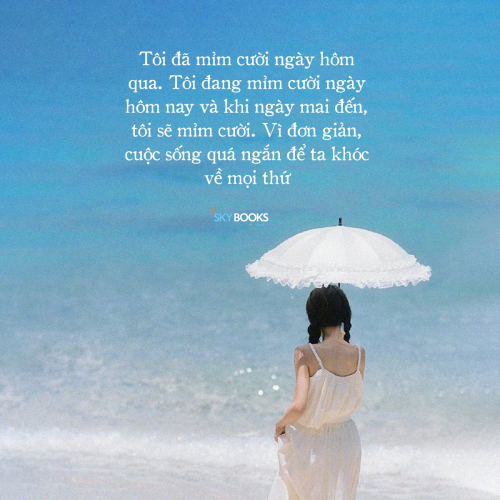 Tôi đã mỉm cười ngày hôm
qua. Tôi đang mỉm cười ngày
hôm nay và khi ngày mai đến,
tôi sẽ mỉm cười. Vì đơn giản,
cuộc sống quá ngắn để ta khóc
về mọi thứ
SKYBOOKS